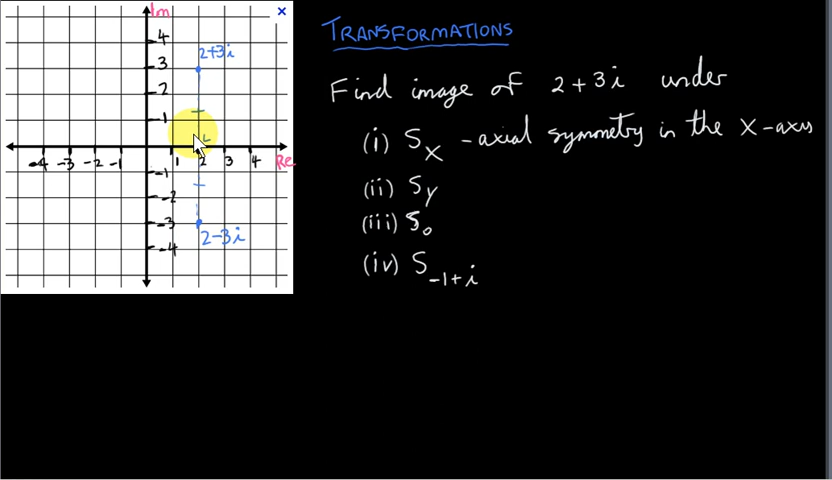 Im
x
TRANSFORMATIONS
4
2+3i
3
Find image of 2+3i under
2
1
(i) Sx - axial symmetry in the X-axis
-4 -3 -2 -1 1 2 3 4 Re
-1
(ii) Sy
-2
-3
(iii) So
2-3i
-4
(iv) S-1+i